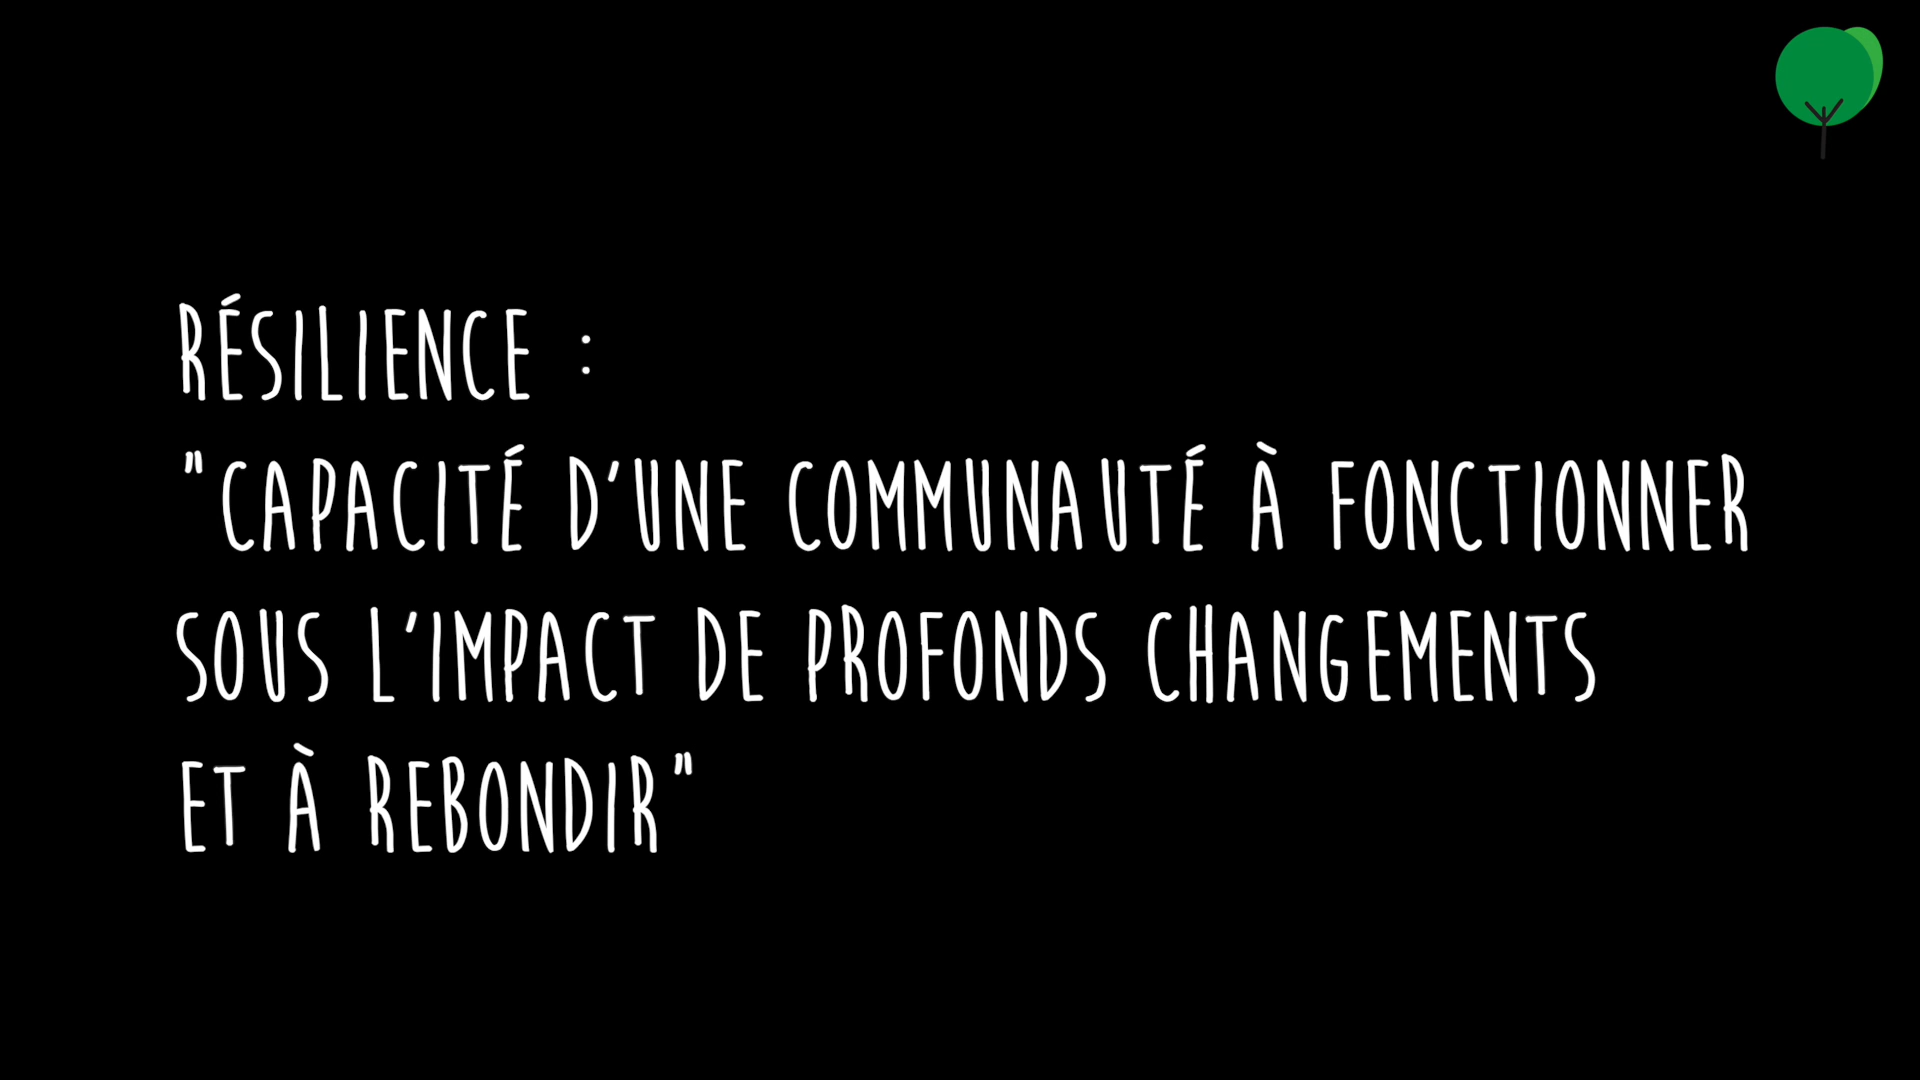 RÉSILIENCE :
"CAPACITÉ D'UNE COMMUNAUTÉ À FONCTIONNER
SOUS L'IMPACT DE PROFONDS CHANGEMENTS
ET À REBONDIR"